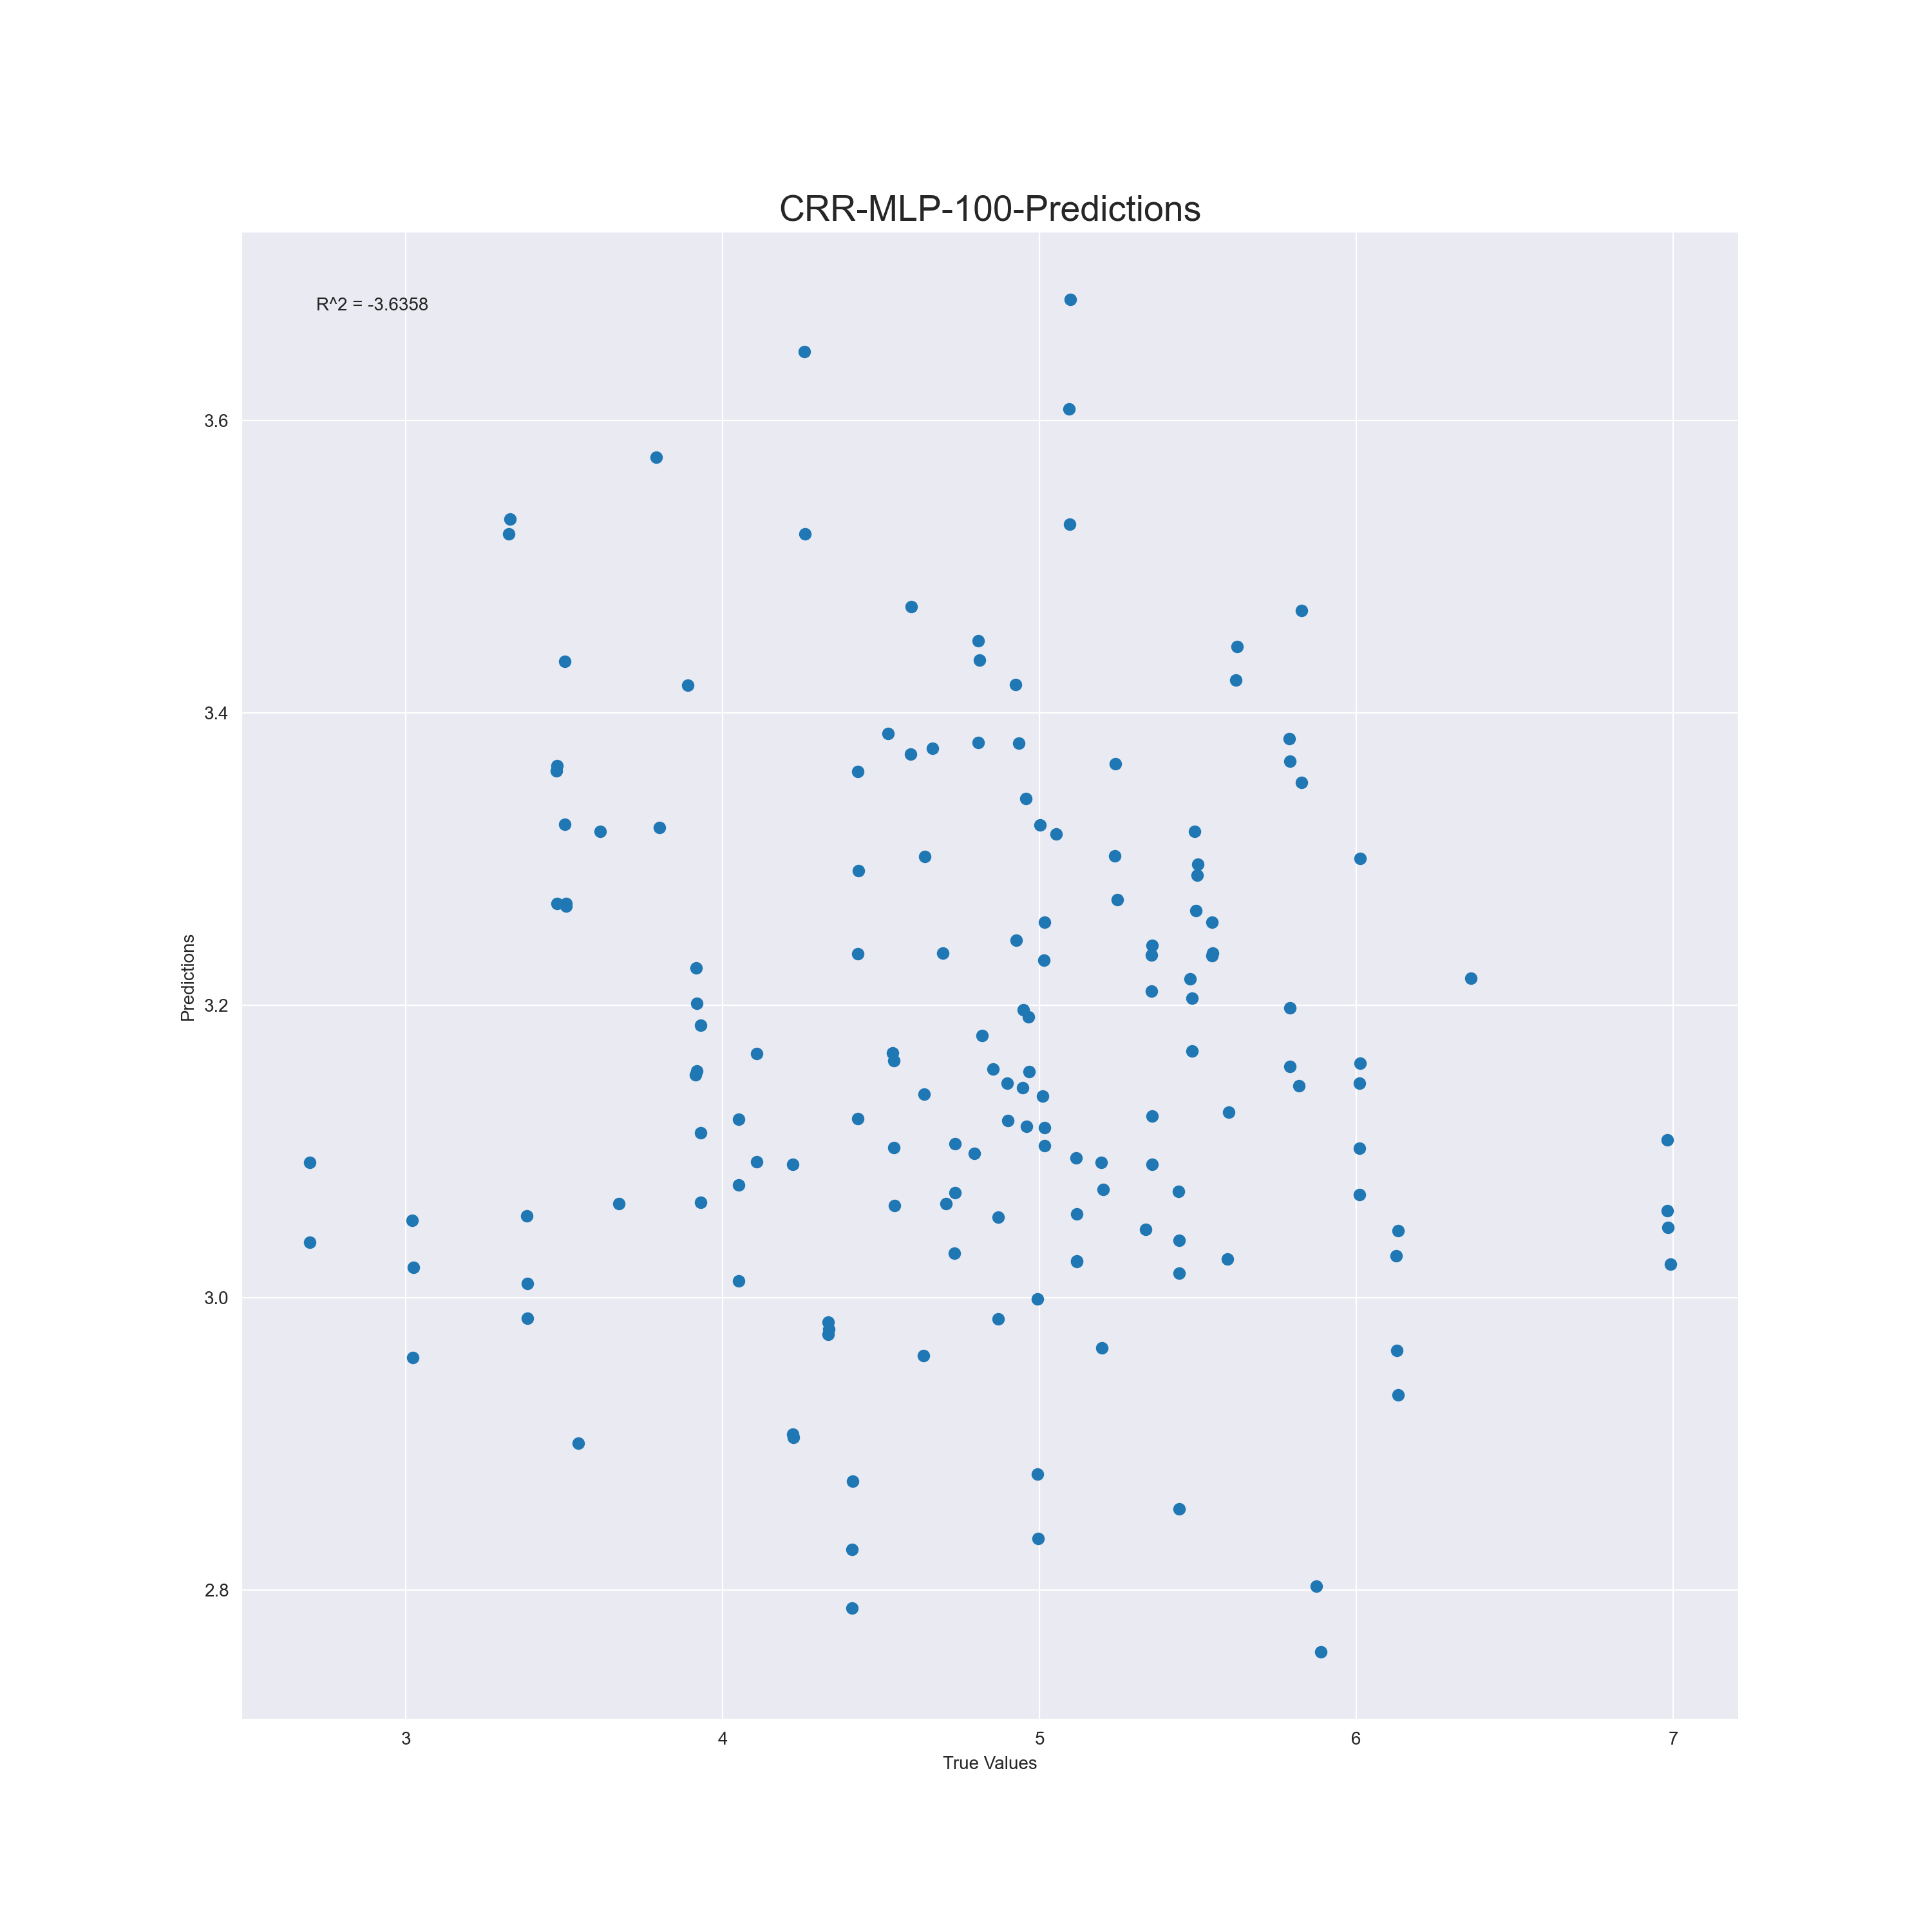 CRR-MLP-100-Predictions
R^2 = -3.6358
3.6
3.4
3.2
3.0
2.8
Predictions
3 4 5 6 7
True Values